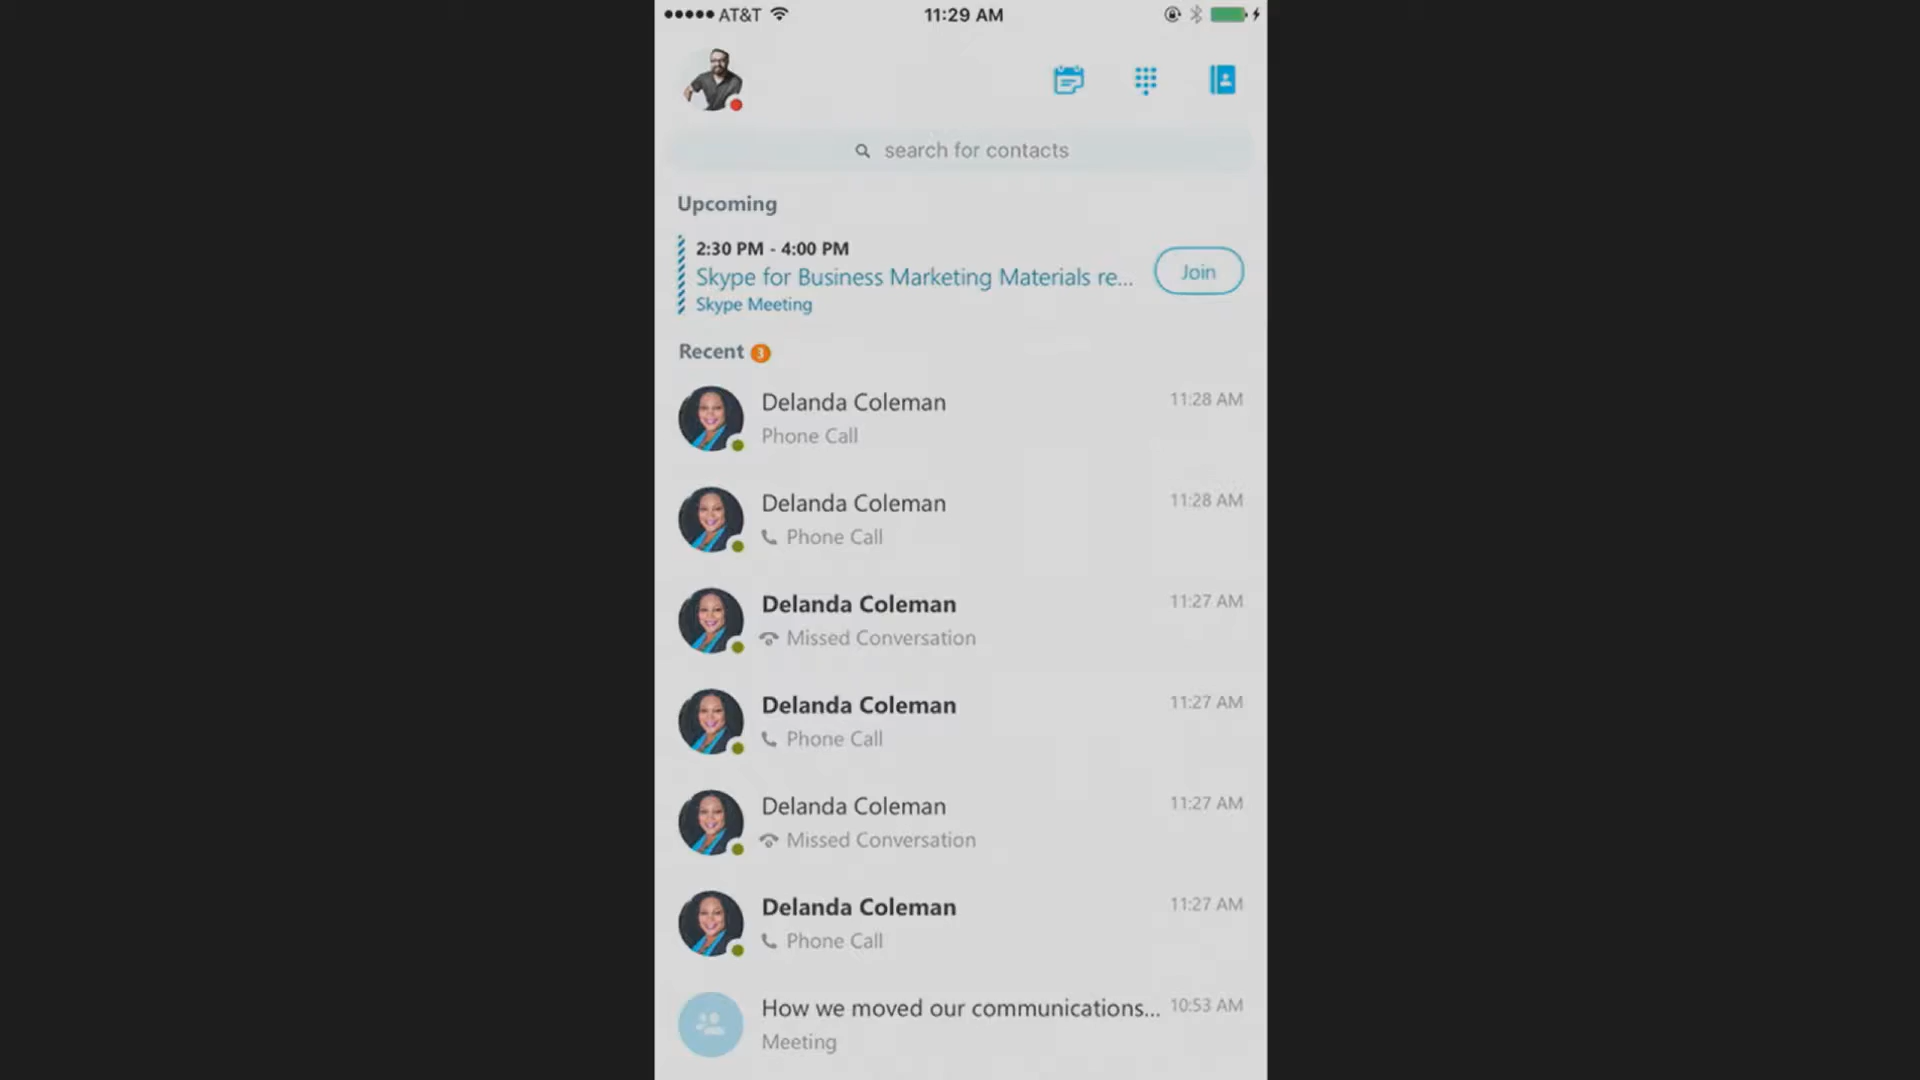 AT&T 11:29 AM
search for contacts
Upcoming
2:30 PM - 4:00 PM
Skype for Business Marketing Materials re...
Skype Meeting
Join
Recent 3
Delanda Coleman 11:28 AM
Phone Call
Delanda Coleman 11:28 AM
Phone Call
Delanda Coleman 11:27 AM
Missed Conversation
Delanda Coleman 11:27 AM
Phone Call
Delanda Coleman 11:27 AM
Missed Conversation
Delanda Coleman 11:27 AM
Phone Call
How we moved our communications... 10:53 AM
Meeting